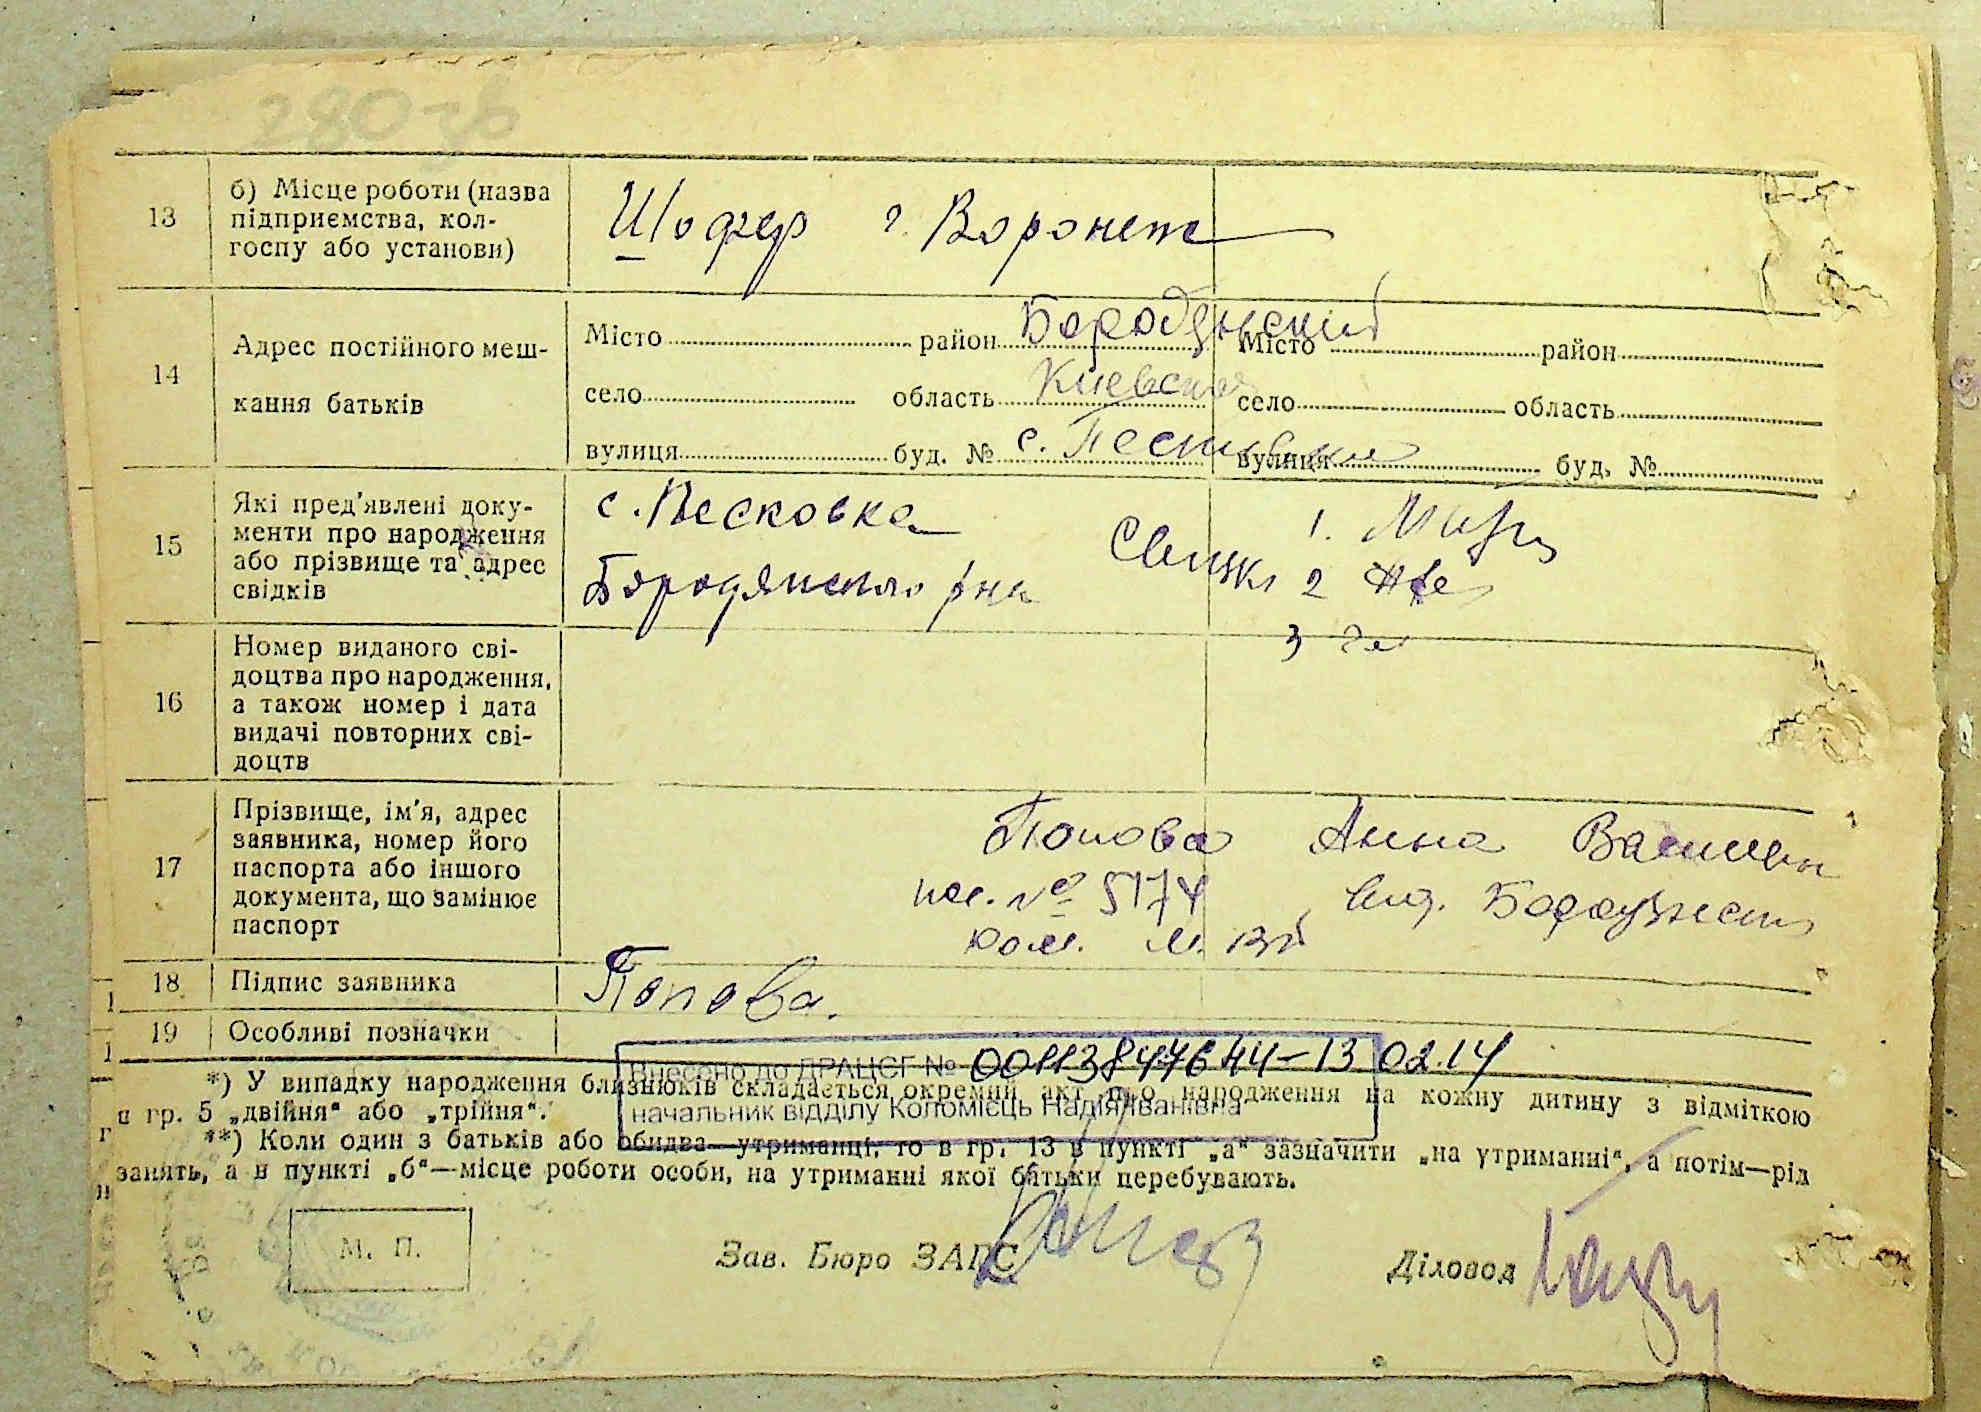 13
б) Місце роботи (назва
підприємства, кол-
госпу або установи)
Шофер г. Воронеж
14
Адрес постійного меш-
кання батьків
Місто район Бородянский Місто район
село область Киевская село область
вулиця буд. № с. Песковка вулиця буд. №
15
Які пред'явлені доку-
менти про народження
або прізвище та адрес
свідків
с. Песковка
Бородянского рна
1.
2
3
16
Номер виданого сві-
доцтва про народження,
а також номер і дата
видачі повторних сві-
доцтв
17
Прізвище, ім'я, адрес
заявника, номер його
паспорта або іншого
документа, що замінює
паспорт
Попова Анна
№ 5174
18
Підпис заявника
Попова.
19
Особливі позначки
Внесено до ДРАЦСГ № 00113847644-13.02.14
начальник відділу Коломієць Надія Іванівна
*) У випадку народження близнюків складається окремий акт про народження на кожну дитину з відміткою
в гр. 5 „двійня“ або „трійня“.
**) Коли один з батьків або обидва—утриманці, то в гр. 13 в пункті „а“ зазначити „на утриманні“, а потім—рід
занять, а в пункті „б“—місце роботи особи, на утриманні якої батьки перебувають.
М. П.
Зав. Бюро ЗАГС
Діловод